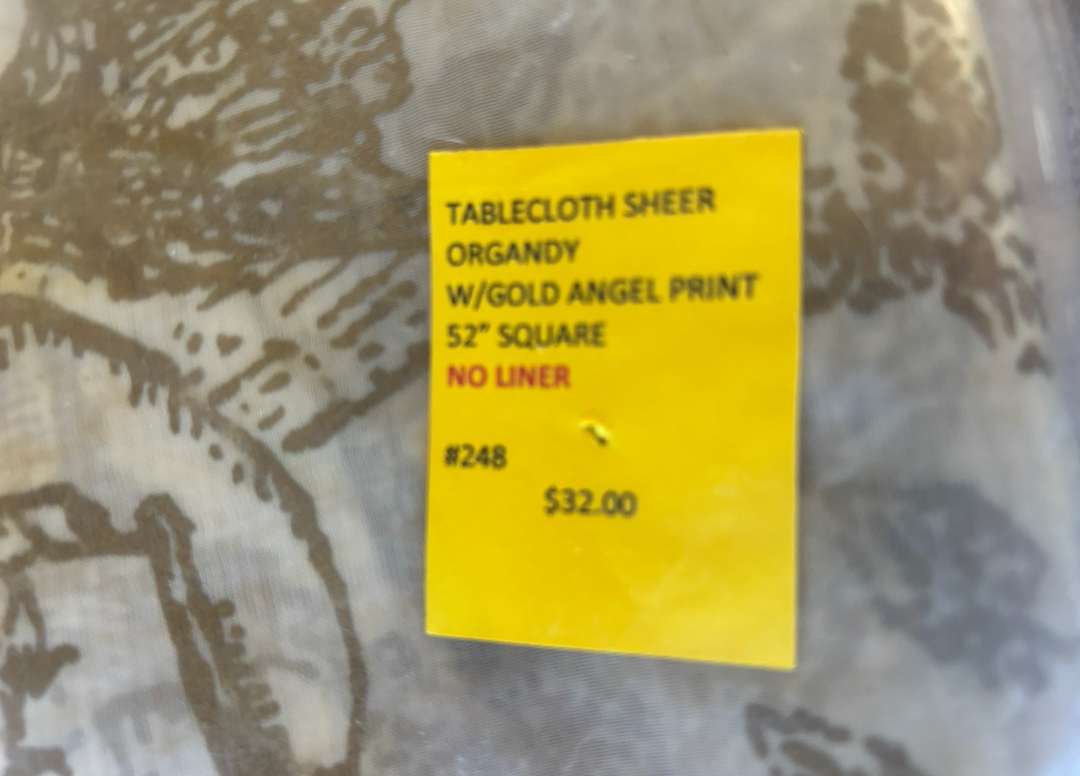 TABLECLOTH SHEER
ORGANDY
W/GOLD ANGEL PRINT
52” SQUARE
NO LINER
#248
$32.00